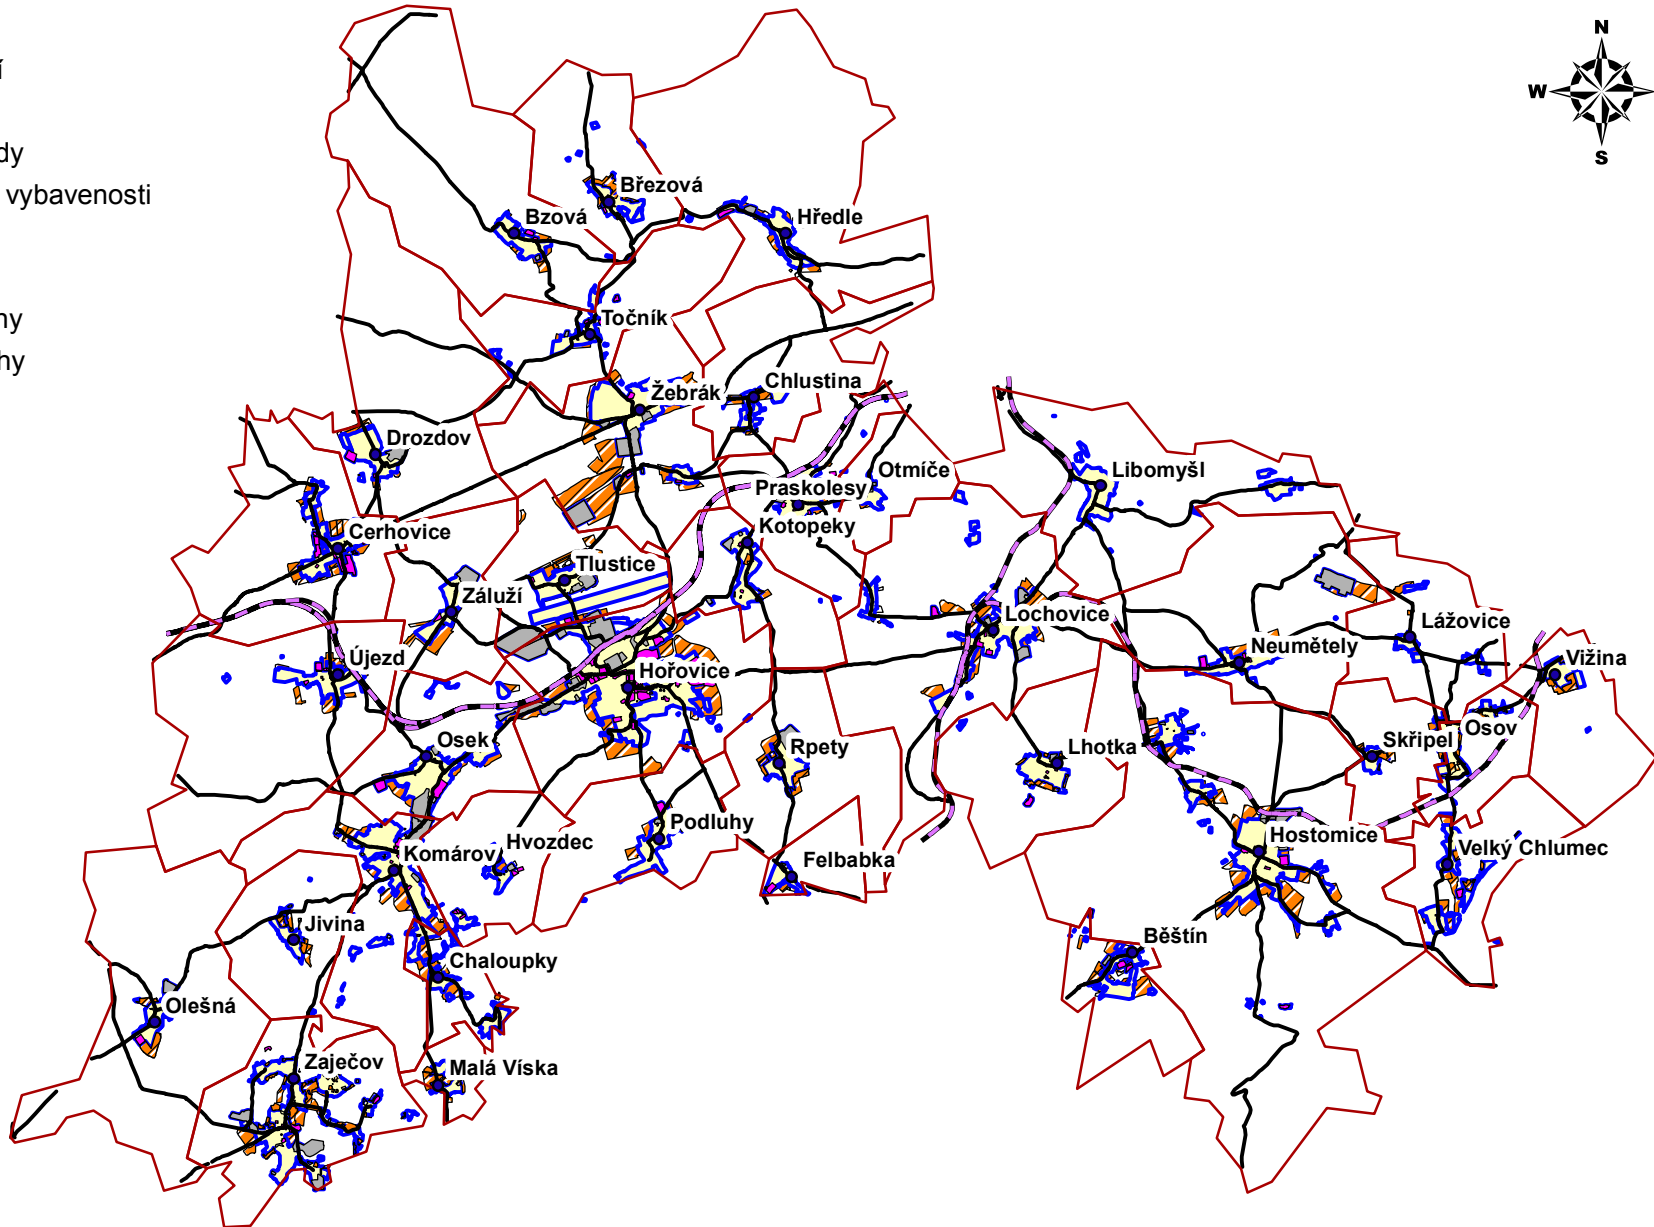 N
W
S
í
dy
vybavenosti
ny
hy
Březová
Bzová
Hředle
Točník
Žebrák
Chlustina
Drozdov
Otmíče
Libomyšl
Praskolesy
Kotopeky
Cerhovice
Tlustice
Záluží
Lochovice
Lážovice
Neumětely
Vižina
Újezd
Hořovice
Osek
Rpety
Lhotka
Skřipel
Osov
Podluhy
Hostomice
Hvozdec
Komárov
Felbabka
Velký Chlumec
Jivina
Běštín
Chaloupky
Olešná
Zaječov
Malá Víska